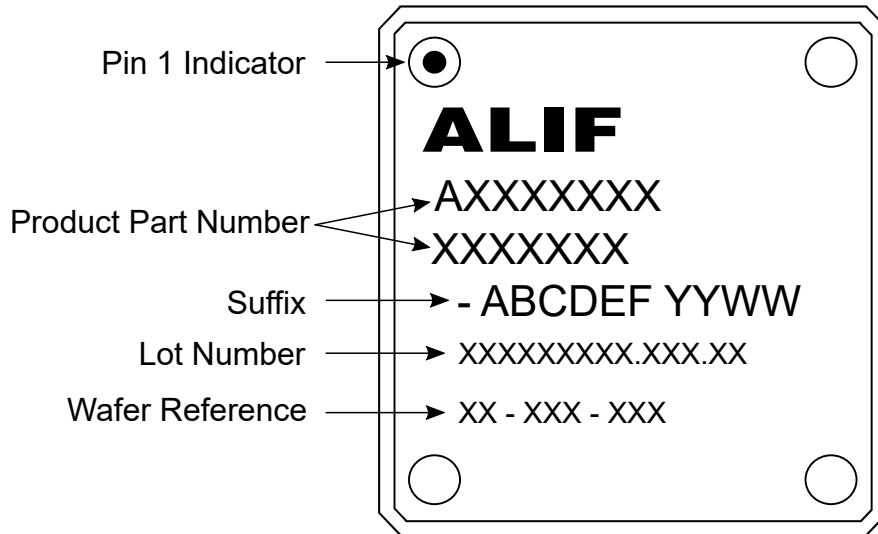 Pin 1 Indicator
ALIF
Product Part Number
AXXXXXXXX
XXXXXXX
Suffix
- ABCDEF YYWW
Lot Number
XXXXXXXXX.XXX.XX
Wafer Reference
XX - XXX - XXX